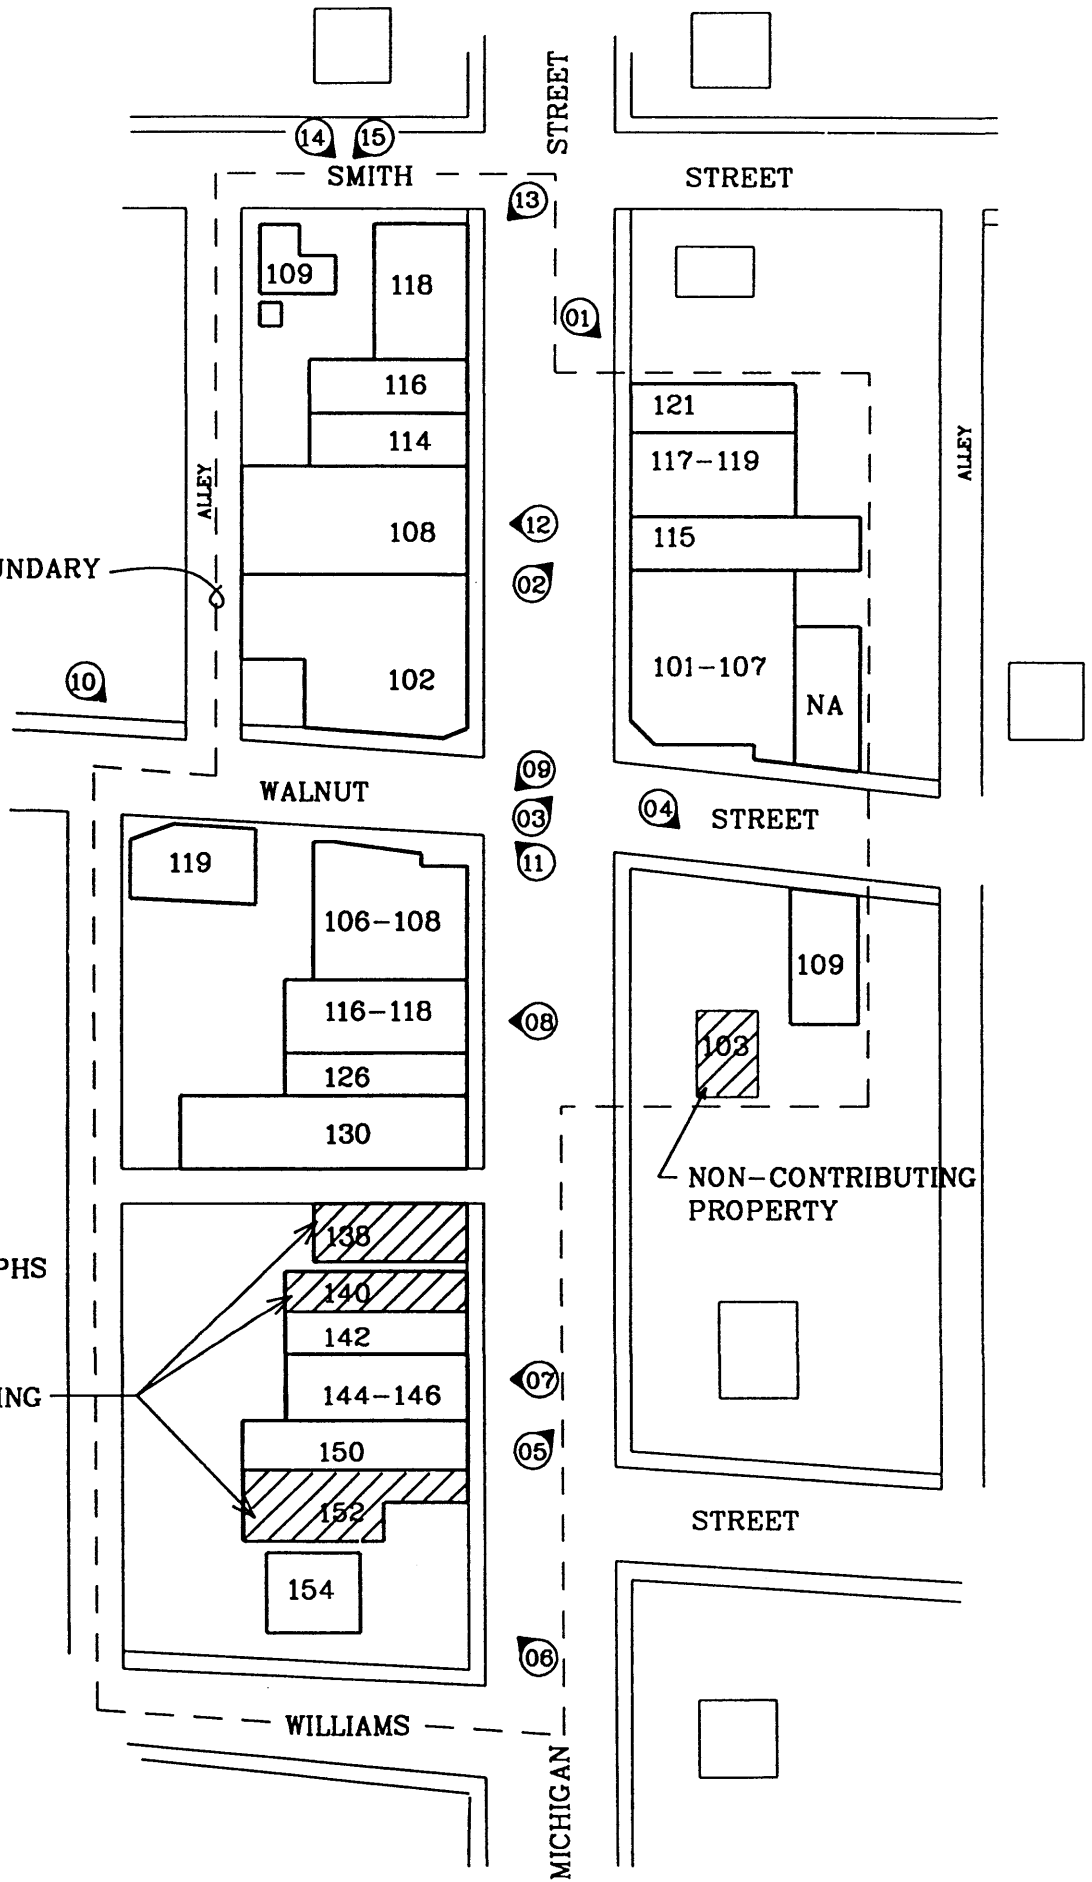 STREET
14
15
SMITH
STREET
13
109
118
01
116
121
114
117-119
ALLEY
ALLEY
108
12
115
UNDARY
02
101-107
102
10
NA
09
WALNUT
03
04
STREET
119
11
106-108
109
116-118
08
103
126
130
NON-CONTRIBUTING
PROPERTY
138
PHS
140
142
07
144-146
ING
05
150
152
STREET
154
06
WILLIAMS
MICHIGAN